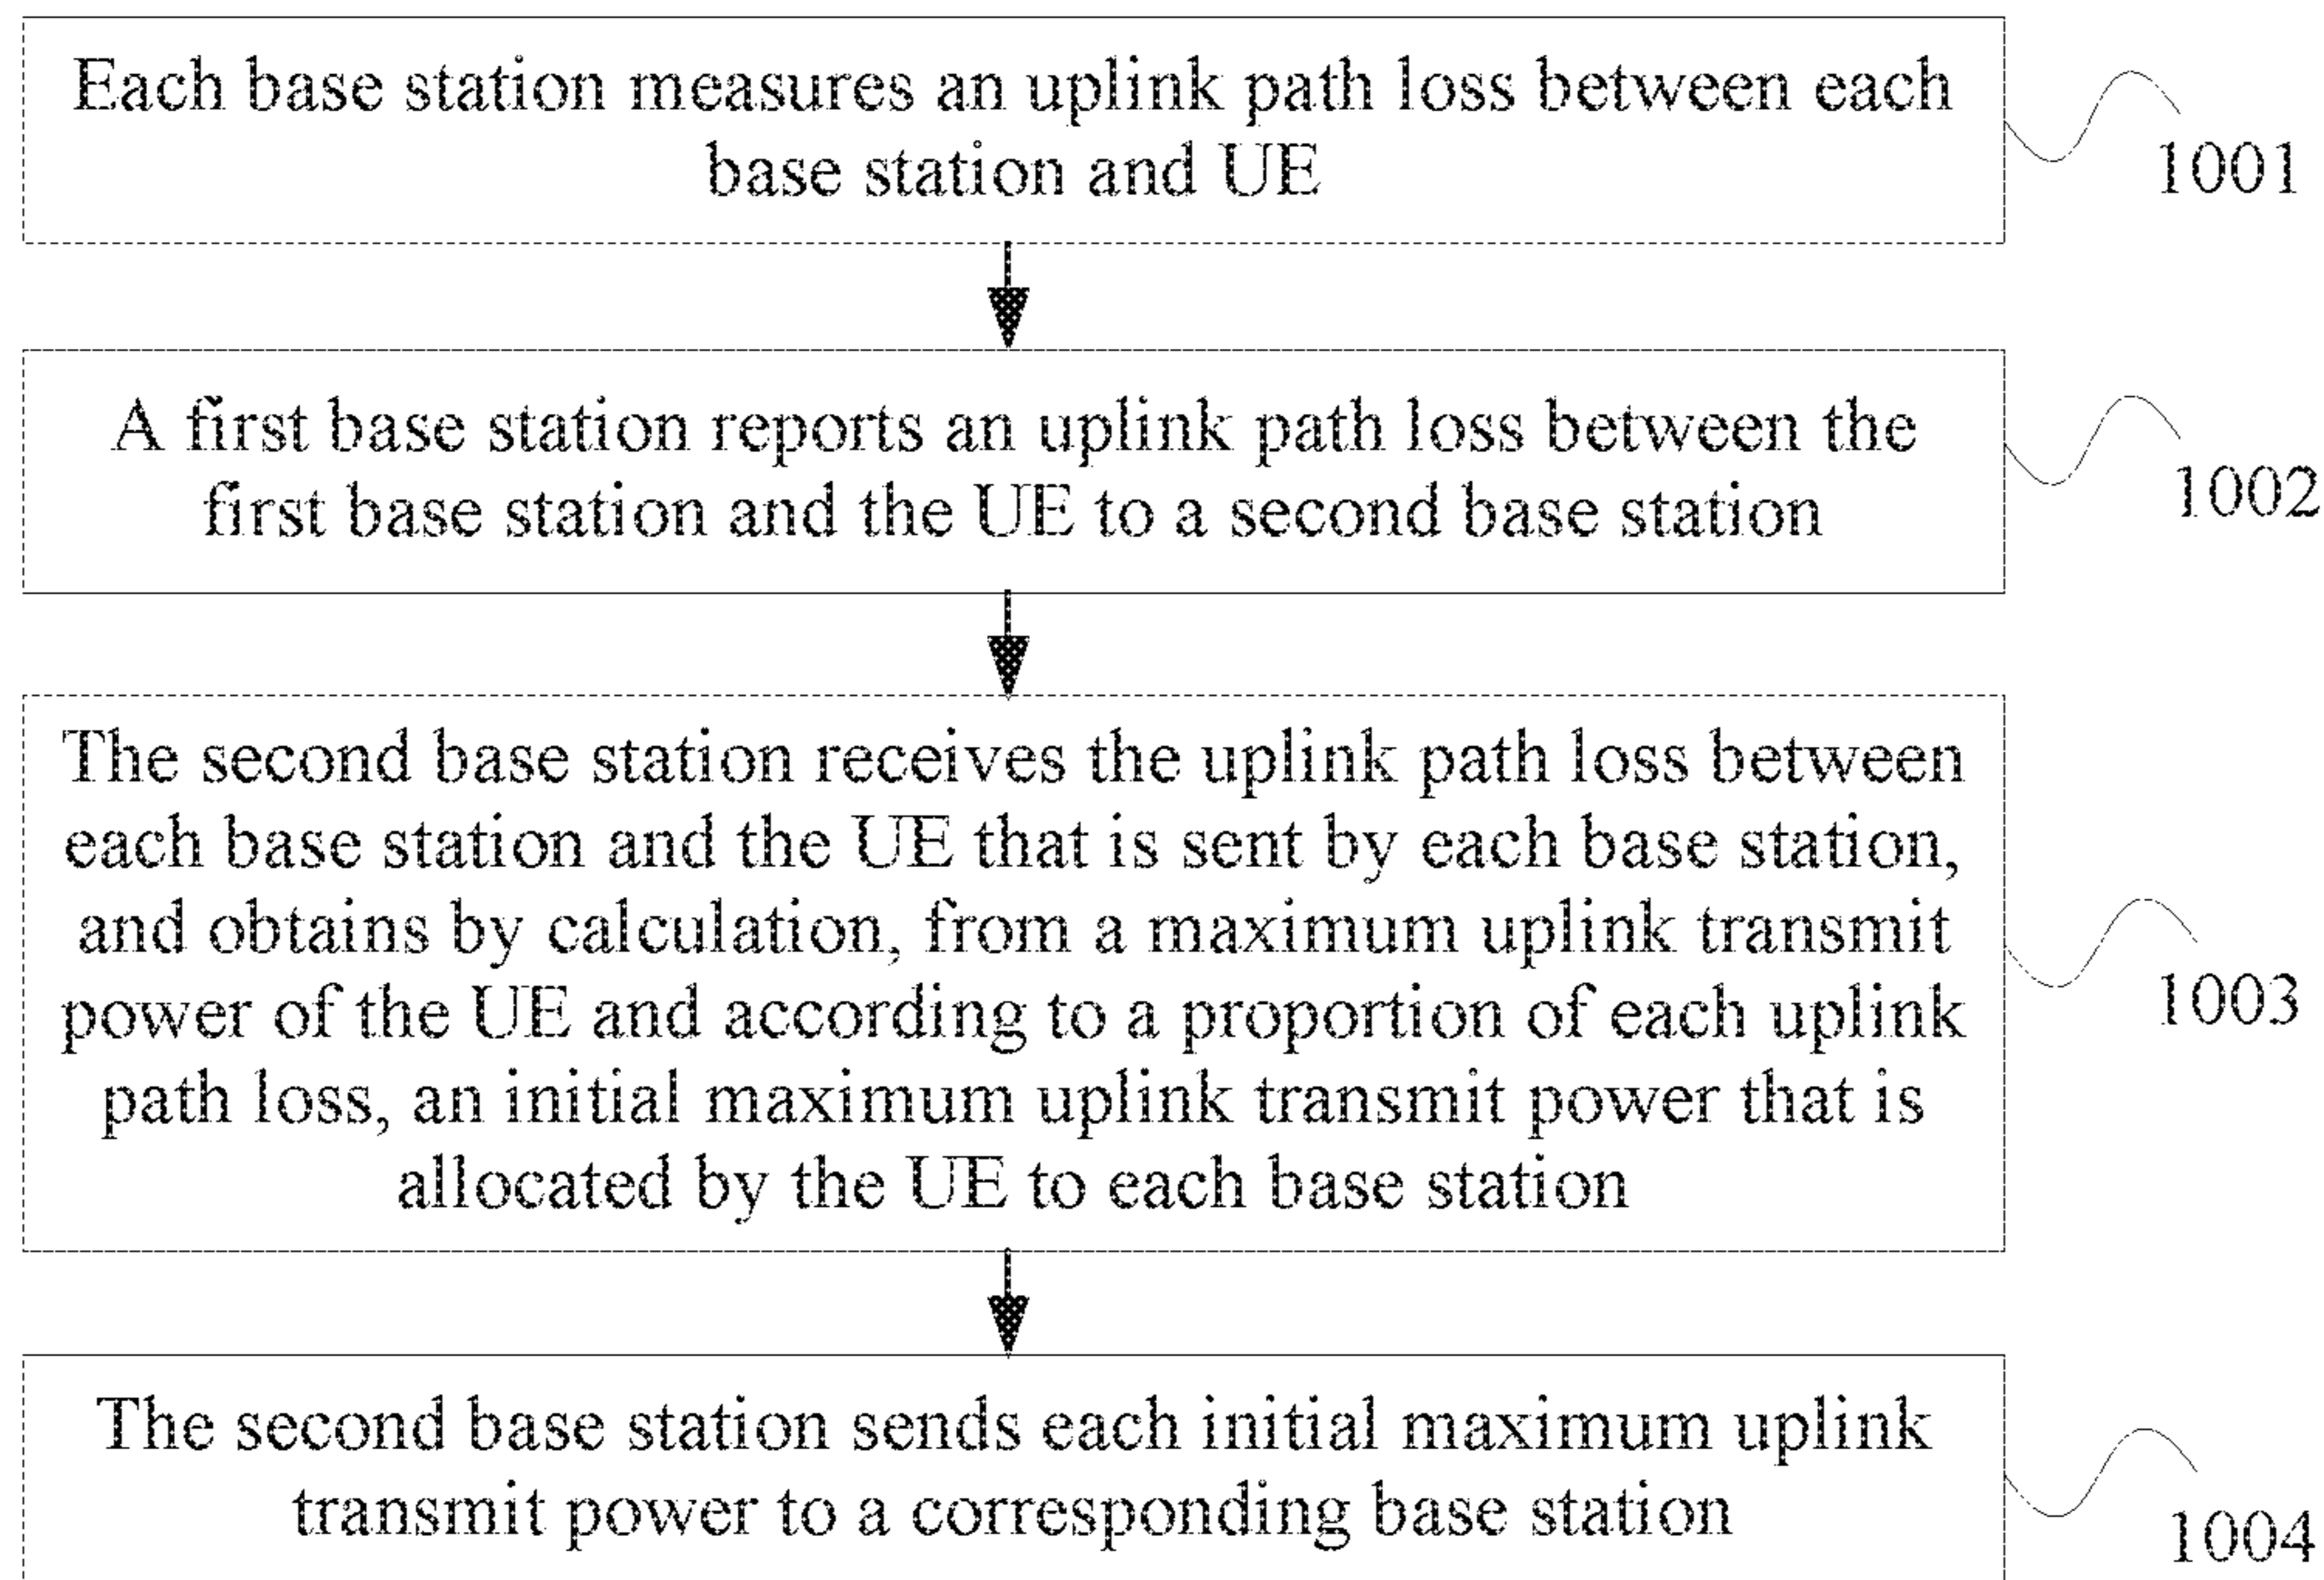 Each base station measures an uplink path loss between each
base station and UE
1001
A first base station reports an uplink path loss between the
first base station and the UE to a second base station
1002
The second base station receives the uplink path loss between
each base station and the UE that is sent by each base station,
and obtains by calculation, from a maximum uplink transmit
power of the UE and according to a proportion of each uplink
path loss, an initial maximum uplink transmit power that is
allocated by the UE to each base station
1003
The second base station sends each initial maximum uplink
transmit power to a corresponding base station
1004